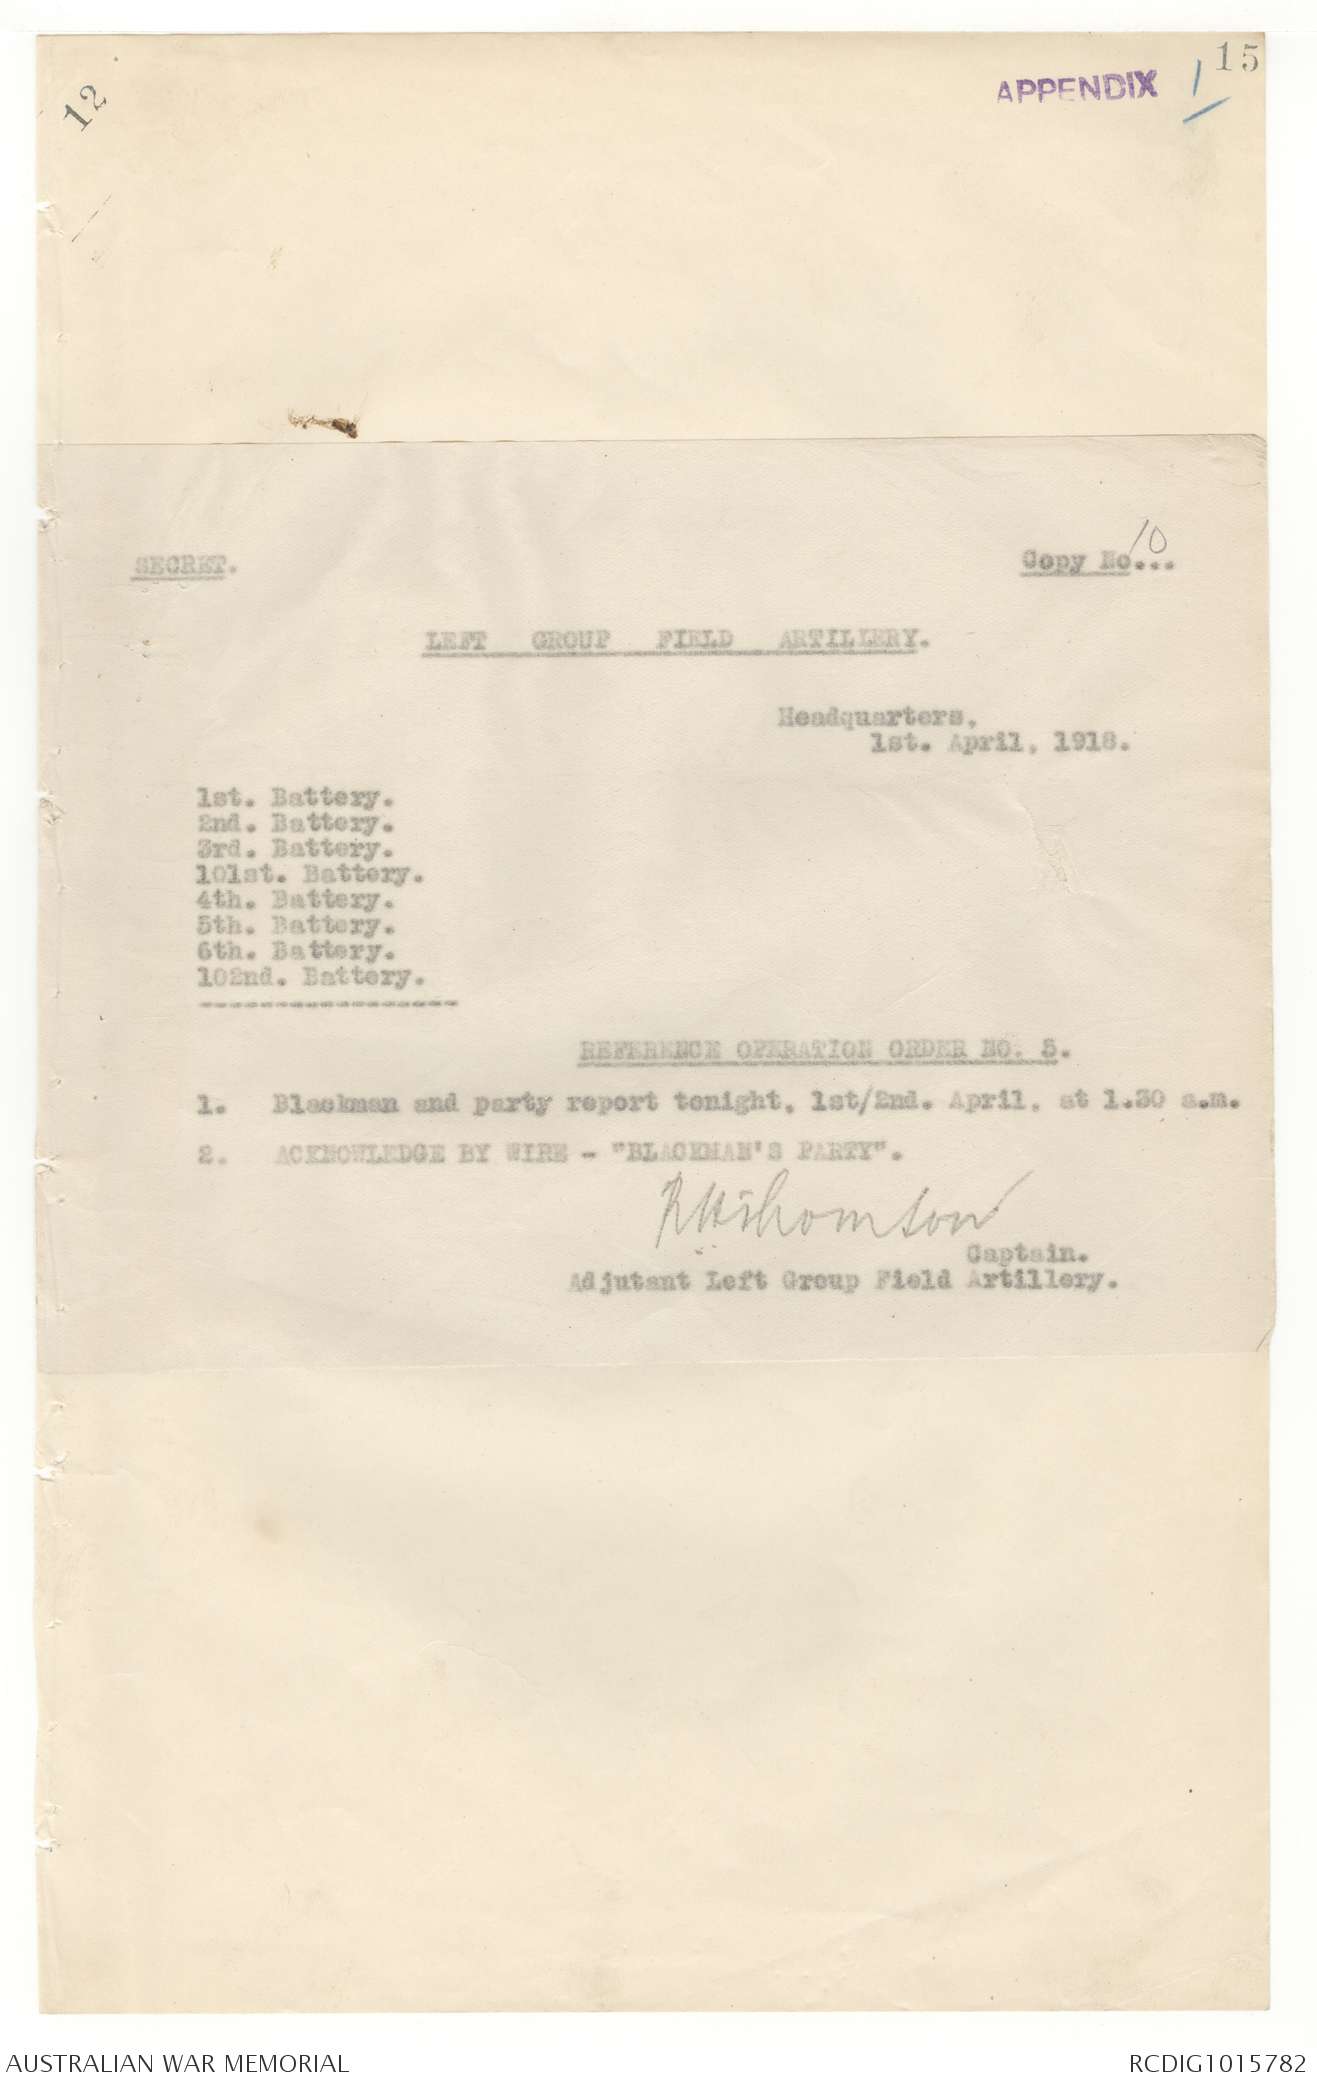 12
APPENDIX 1
15
SECRET.
Copy No...10
LEFT GROUP FIELD ARTILLERY.
Headquarters,
1st. April, 1918.
1st. Battery.
2nd. Battery.
3rd. Battery.
101st. Battery.
4th. Battery.
5th. Battery.
6th. Battery.
102nd. Battery.
-----------------
REFERENCE OPERATION ORDER NO. 5.
1. Blackman and party report tonight, 1st/2nd. April, at 1.30 a.m.
2. ACKNOWLEDGE BY WIRE - "BLACKMAN'S PARTY".
Captain.
Adjutant Left Group Field Artillery.
AUSTRALIAN WAR MEMORIAL
RCDIG1015782